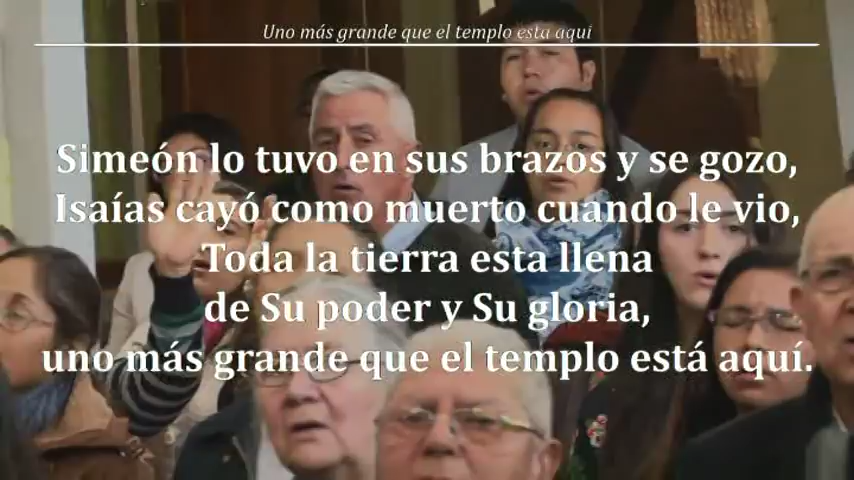 Uno más grande que el templo esta aquí
Simeón lo tuvo en sus brazos y se gozo,
Isaías cayó como muerto cuando le vio,
Toda la tierra esta llena
de Su poder y Su gloria,
uno más grande que el templo está aquí.